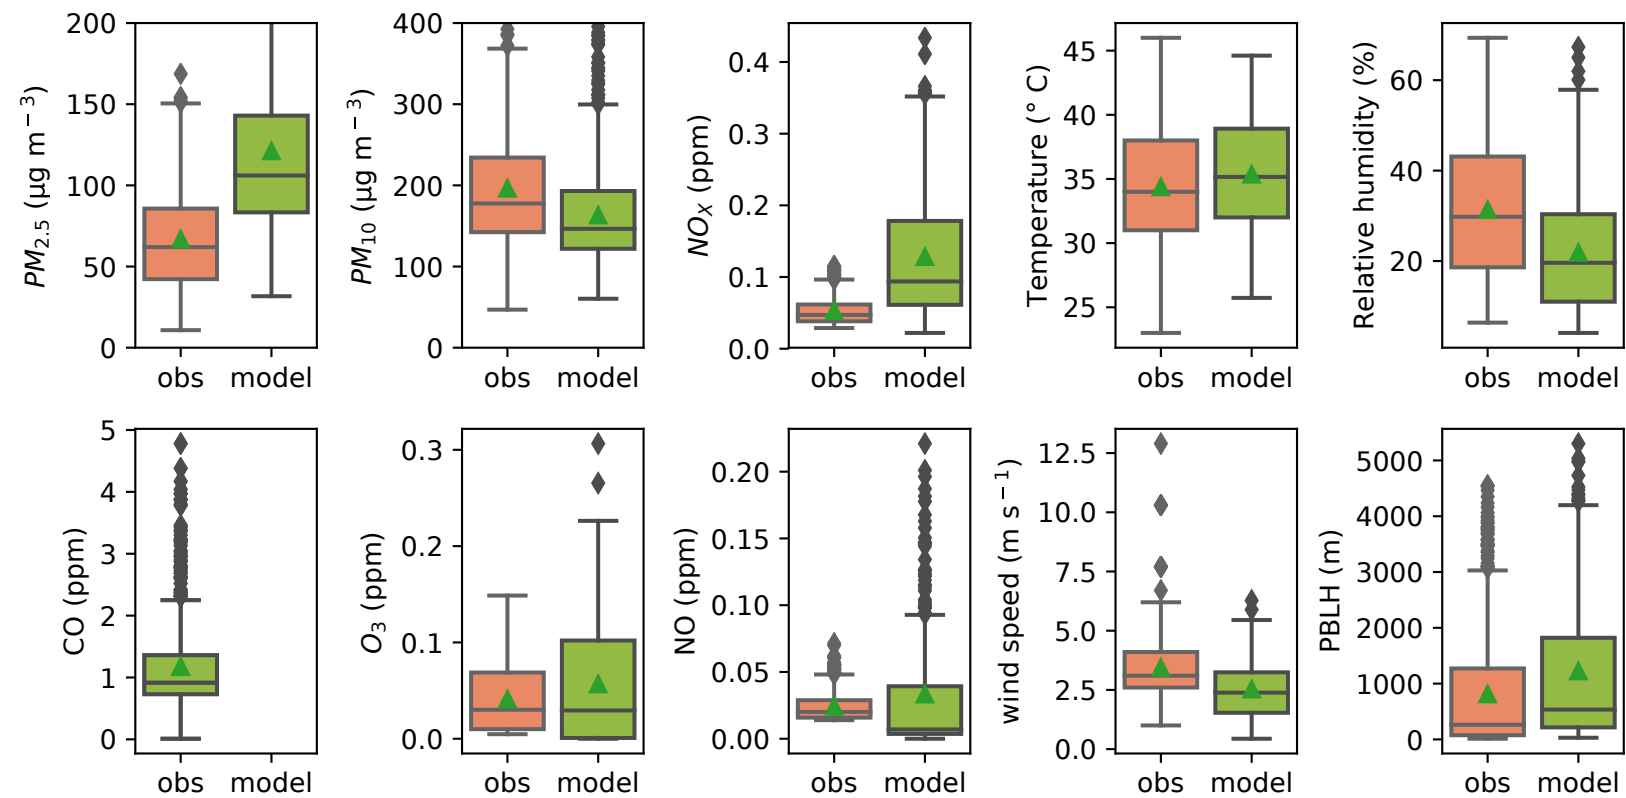 PM2.5 (µg m−3)
200
150
100
50
0
obs model
PM10 (µg m−3)
400
300
200
100
0
obs model
NOX (ppm)
0.4
0.3
0.2
0.1
0.0
obs model
Temperature (° C)
45
40
35
30
25
obs model
Relative humidity (%)
60
40
20
obs model
CO (ppm)
5
4
3
2
1
0
obs model
O3 (ppm)
0.3
0.2
0.1
0.0
obs model
NO (ppm)
0.20
0.15
0.10
0.05
0.00
obs model
wind speed (m s−1)
12.5
10.0
7.5
5.0
2.5
0.0
obs model
PBLH (m)
5000
4000
3000
2000
1000
0
obs model